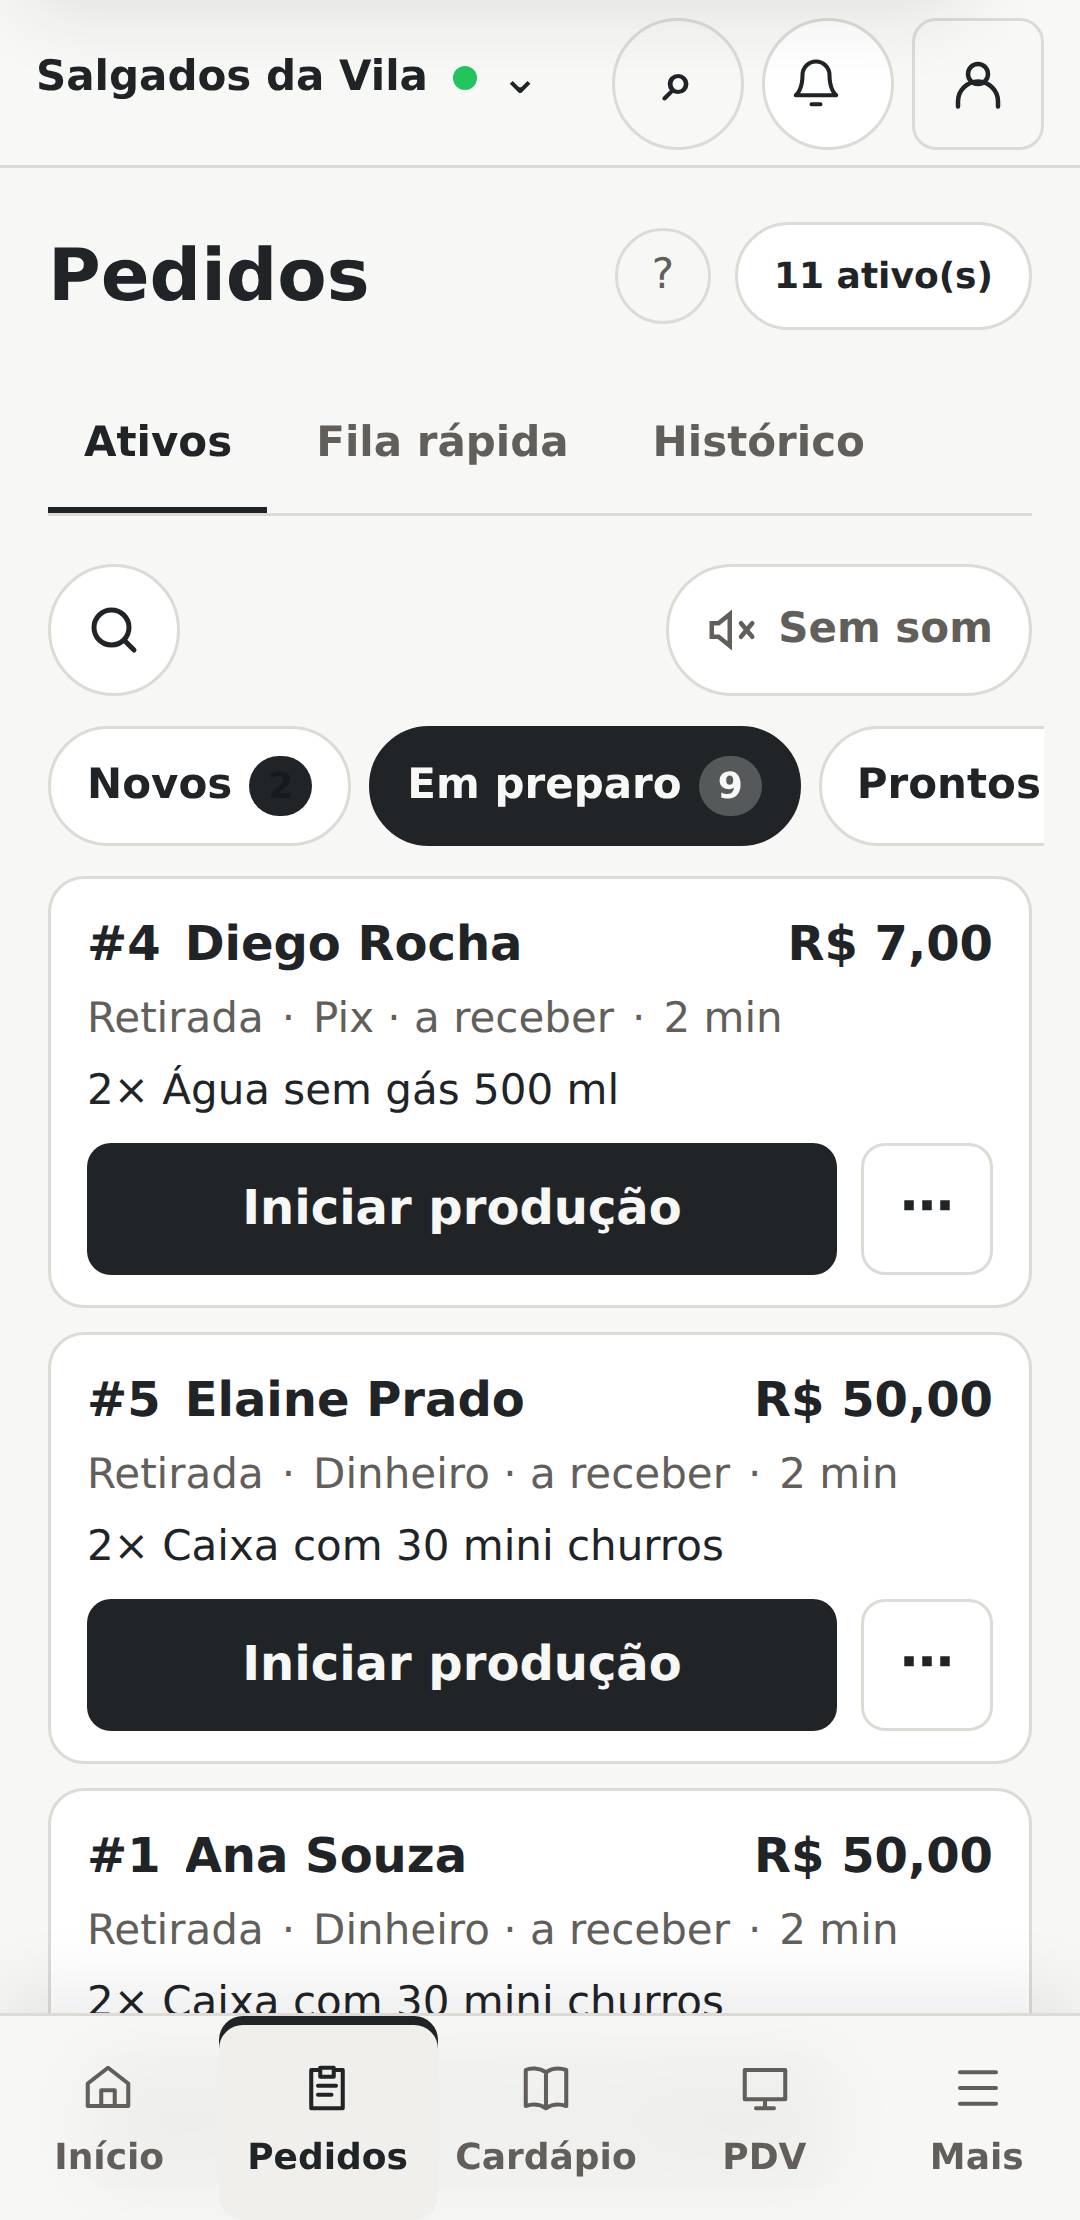 Salgados da Vila
Pedidos
?
11 ativo(s)
Ativos
Fila rápida
Histórico
Sem som
Novos 2
Em preparo 9
Prontos
#4 Diego Rocha R$ 7,00
Retirada · Pix · a receber · 2 min
2× Água sem gás 500 ml
Iniciar produção
...
#5 Elaine Prado R$ 50,00
Retirada · Dinheiro · a receber · 2 min
2× Caixa com 30 mini churros
Iniciar produção
...
#1 Ana Souza R$ 50,00
Retirada · Dinheiro · a receber · 2 min
2× Caixa com 30 mini churros
Início
Pedidos
Cardápio
PDV
Mais